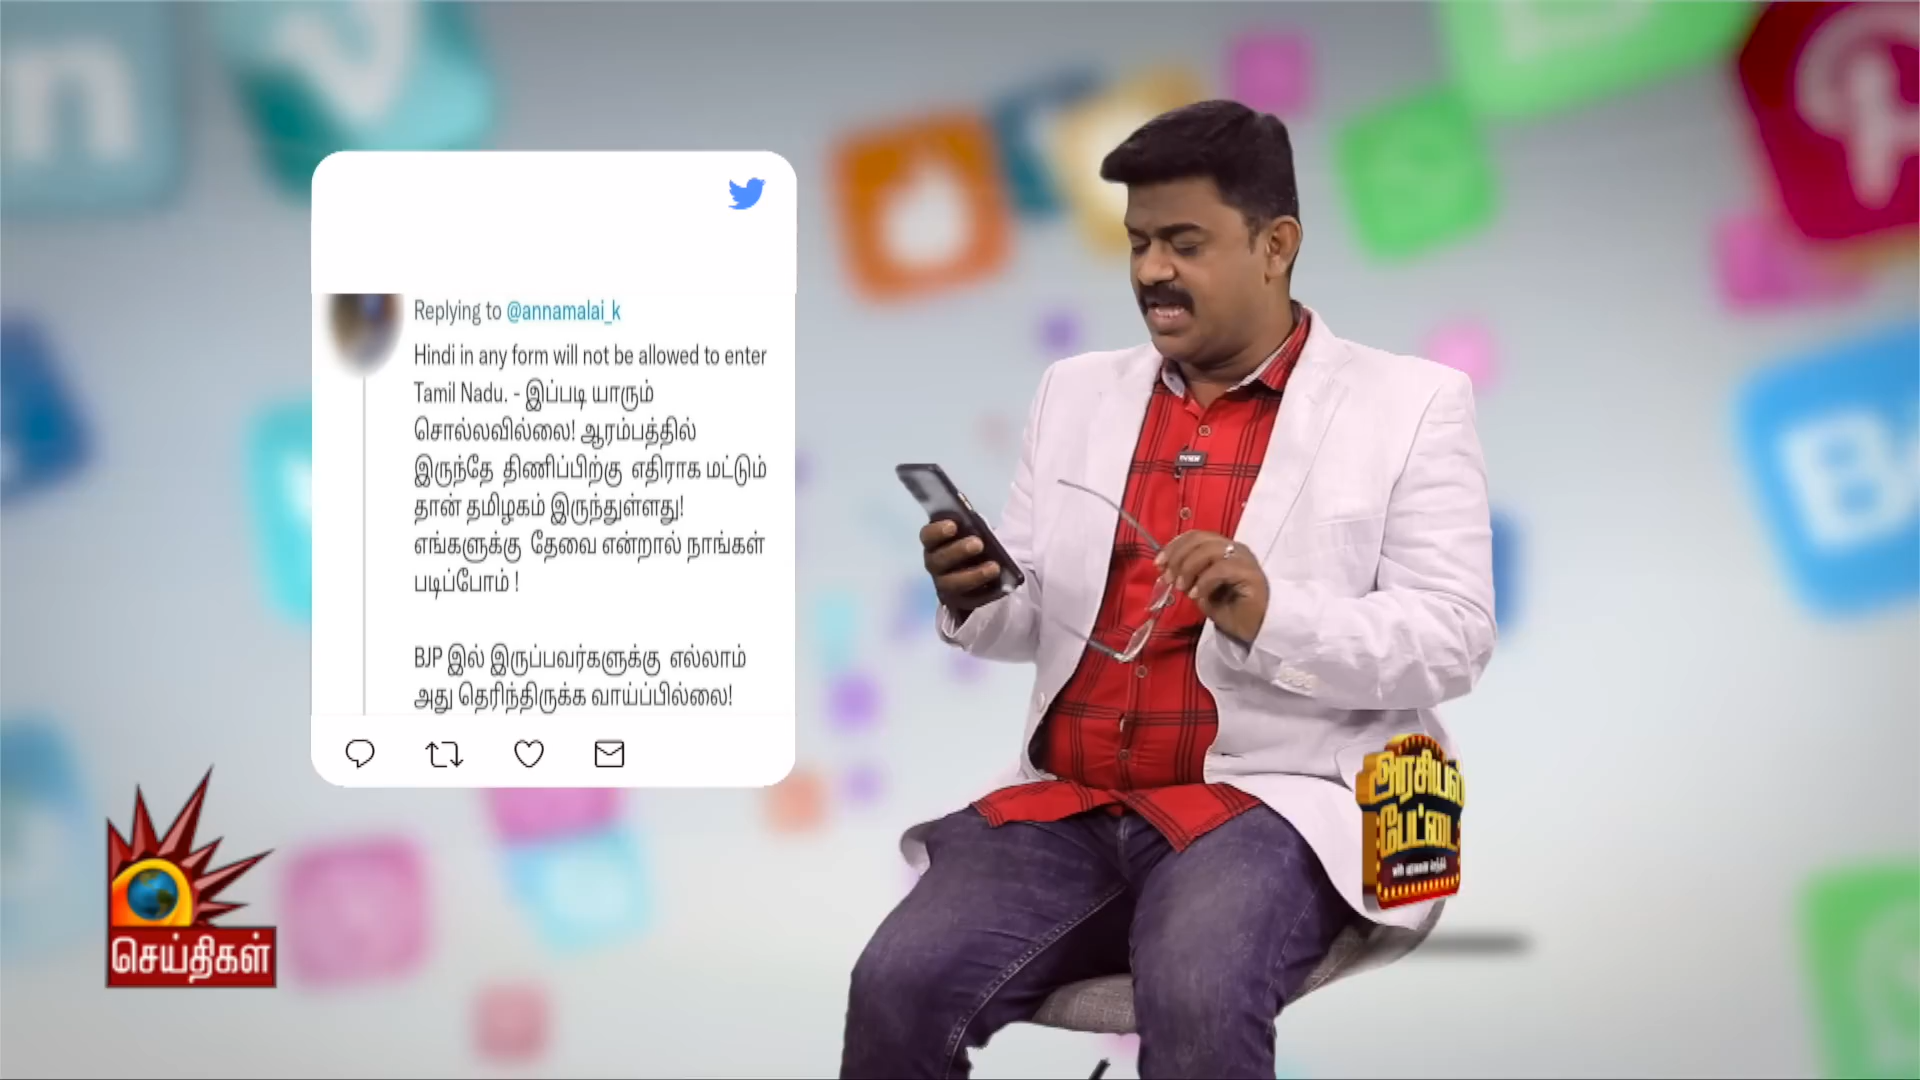 Replying to @annamalai_k
Hindi in any form will not be allowed to enter
Tamil Nadu. - இப்படி யாரும்
சொல்லவில்லை! ஆரம்பத்தில்
இருந்தே திணிப்பிற்கு எதிராக மட்டும்
தான் தமிழகம் இருந்துள்ளது!
எங்களுக்கு தேவை என்றால் நாங்கள்
படிப்போம் !
BJP இல் இருப்பவர்களுக்கு எல்லாம்
அது தெரிந்திருக்க வாய்ப்பில்லை!
அரசியல்
பேட்டை
செய்திகள்